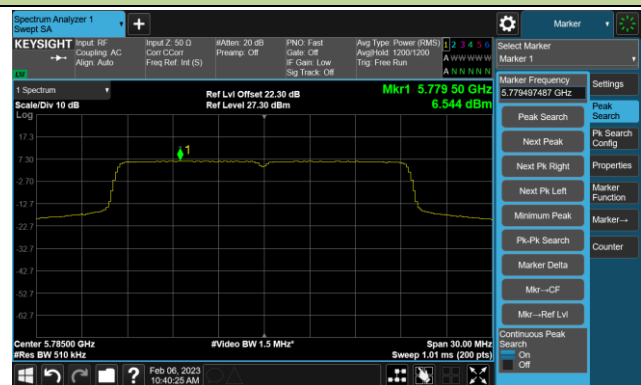 Spectrum Analyzer 1
Swept SA
+
Marker
KEYSIGHT
Input: RF
Coupling: AC
Align: Auto
Input Z: 50 Ω
Corr CCorr
Freq Ref: Int (S)
#Atten: 20 dB
Preamp: Off
PNO: Fast
Gate: Off
IF Gain: Low
Sig Track: Off
Avg Type: Power (RMS)
Avg|Hold: 1200/1200
Trig: Free Run
1 2 3 4 5 6
A W W W W W
A N N N N N
LXI
Select Marker
Marker 1
1 Spectrum
Scale/Div 10 dB
Log
Ref Lvl Offset 22.30 dB
Ref Level 27.30 dBm
Mkr1 5.779 50 GHz
6.544 dBm
17.3
7.30
-2.70
-12.7
-22.7
-32.7
-42.7
-52.7
-62.7
1
Center 5.78500 GHz
#Res BW 510 kHz
#Video BW 1.5 MHz*
Span 30.00 MHz
Sweep 1.01 ms (200 pts)
Marker Frequency
5.779497487 GHz
Peak Search
Next Peak
Next Pk Right
Next Pk Left
Minimum Peak
Pk-Pk Search
Marker Delta
Mkr→CF
Mkr→Ref Lvl
Continuous Peak
Search
On
Off
Settings
Peak
Search
Pk Search
Config
Properties
Marker
Function
Marker→
Counter
?
Feb 06, 2023
10:40:25 AM